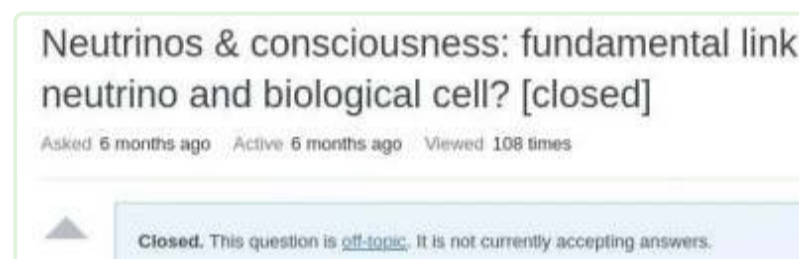 Neutrinos & consciousness: fundamental link
neutrino and biological cell? [closed]
Asked 6 months ago Active 6 months ago Viewed 108 times
Closed. This question is off-topic. It is not currently accepting answers.